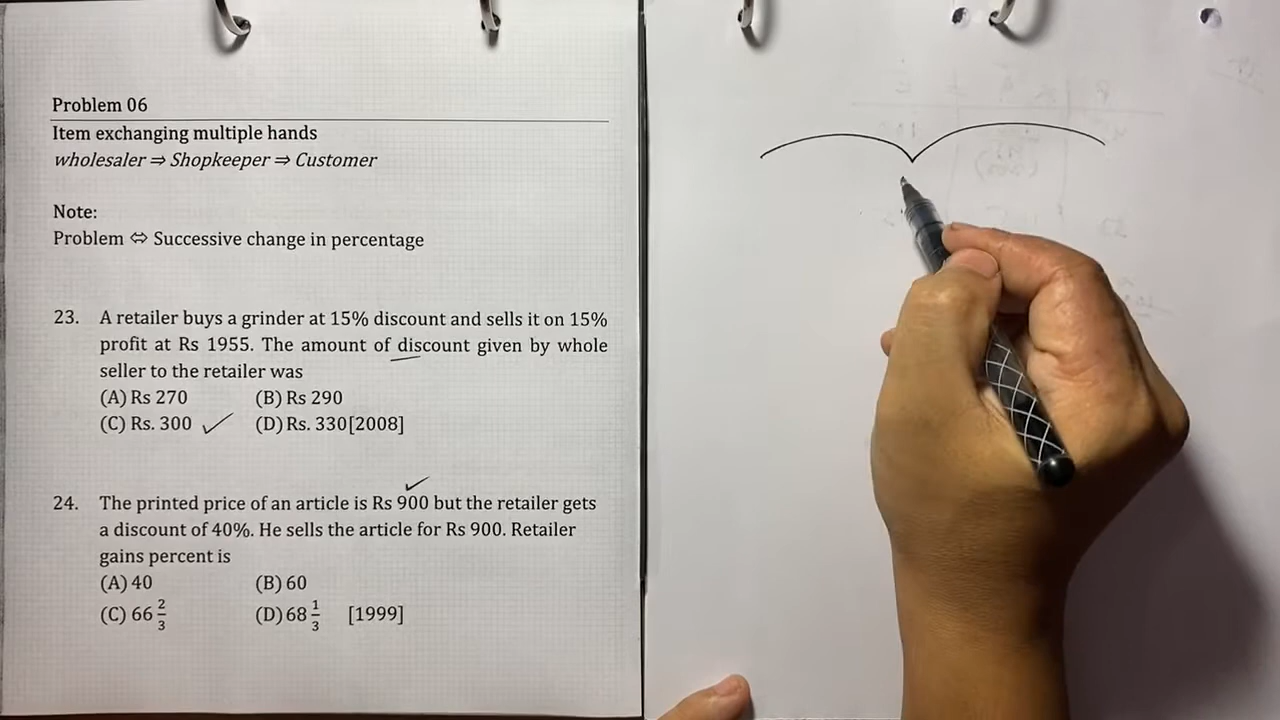 Problem 06
Item exchanging multiple hands
wholesaler ⇒ Shopkeeper ⇒ Customer
Note:
Problem ⇔ Successive change in percentage
23. A retailer buys a grinder at 15% discount and sells it on 15%
profit at Rs 1955. The amount of discount given by whole
seller to the retailer was
(A) Rs 270 (B) Rs 290
(C) Rs. 300 (D) Rs. 330[2008]
24. The printed price of an article is Rs 900 but the retailer gets
a discount of 40%. He sells the article for Rs 900. Retailer
gains percent is
(A) 40 (B) 60
(C) 66 2/3 (D) 68 1/3 [1999]